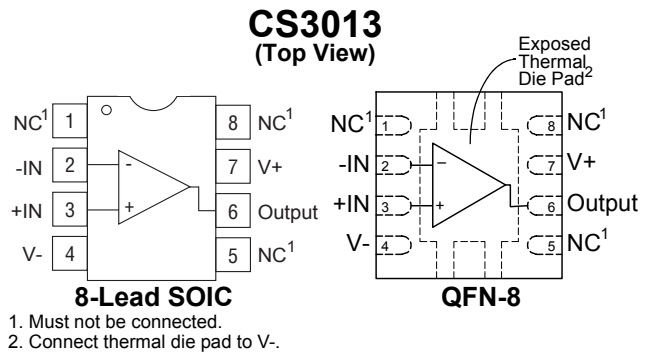 CS3013
(Top View)
Exposed
Thermal
Die Pad2
NC1 1 8 NC1
-IN 2 - 7 V+
+IN 3 + 6 Output
V- 4 5 NC1
8-Lead SOIC
NC1 1 8 NC1
-IN 2 - 7 V+
+IN 3 + 6 Output
V- 4 5 NC1
QFN-8
1. Must not be connected.
2. Connect thermal die pad to V-.